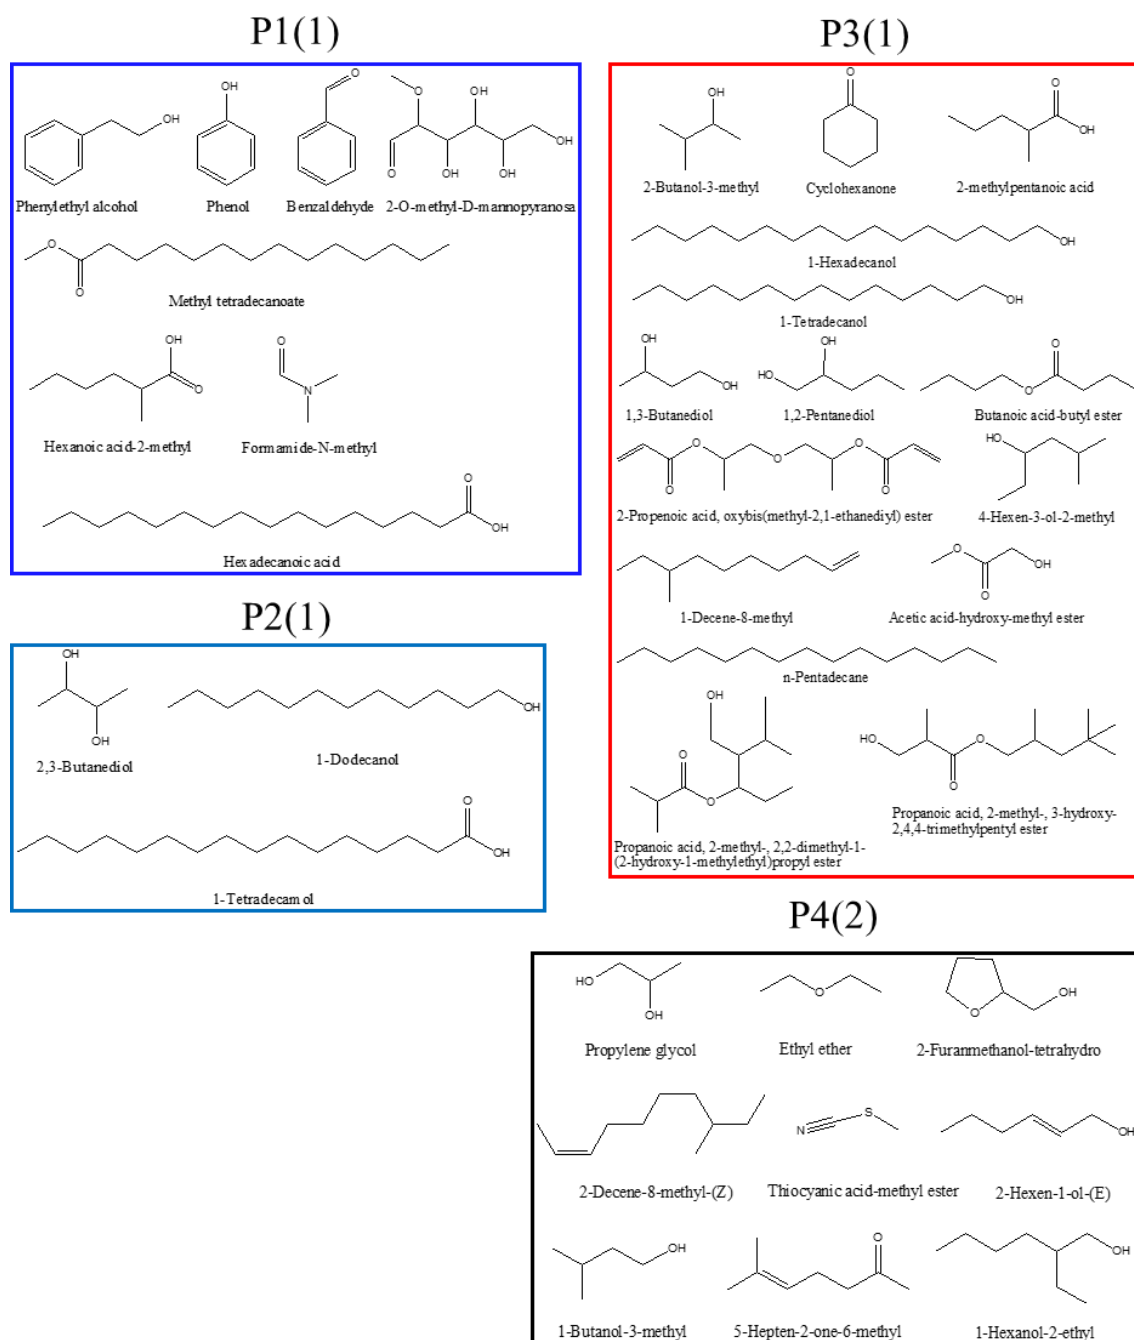 P1(1)
OH
OH
O
O
OH
OH
O
OH
OH
OH
Phenylethyl alcohol
Phenol
Benzaldehyde
2-O-methyl-D-mannopyranosa
O
O
Methyl tetradecanoate
OH
O
O
N
Hexanoic acid-2-methyl
Formamide-N-methyl
O
OH
Hexadecanoic acid
P2(1)
OH
OH
OH
2,3-Butanediol
1-Dodecanol
O
OH
1-Tetradecamol
P3(1)
OH
O
O
OH
2-Butanol-3-methyl
Cyclohexanone
2-methylpentanoic acid
OH
1-Hexadecanol
OH
1-Tetradecanol
OH
OH
OH
HO
O
O
1,3-Butanediol
1,2-Pentanediol
Butanoic acid-butyl ester
O
O
O
O
O
HO
2-Propenoic acid, oxybis(methyl-2,1-ethanediyl) ester
4-Hexen-3-ol-2-methyl
O
OH
O
1-Decene-8-methyl
Acetic acid-hydroxy-methyl ester
n-Pentadecane
OH
O
O
HO
O
O
Propanoic acid, 2-methyl-, 2,2-dimethyl-1-
(2-hydroxy-1-methylethyl)propyl ester
Propanoic acid, 2-methyl-, 3-hydroxy-
2,4,4-trimethylpentyl ester
P4(2)
HO
OH
O
O
OH
Propylene glycol
Ethyl ether
2-Furanmethanol-tetrahydro
N
S
OH
2-Decene-8-methyl-(Z)
Thiocyanic acid-methyl ester
2-Hexen-1-ol-(E)
OH
O
OH
1-Butanol-3-methyl
5-Hepten-2-one-6-methyl
1-Hexanol-2-ethyl